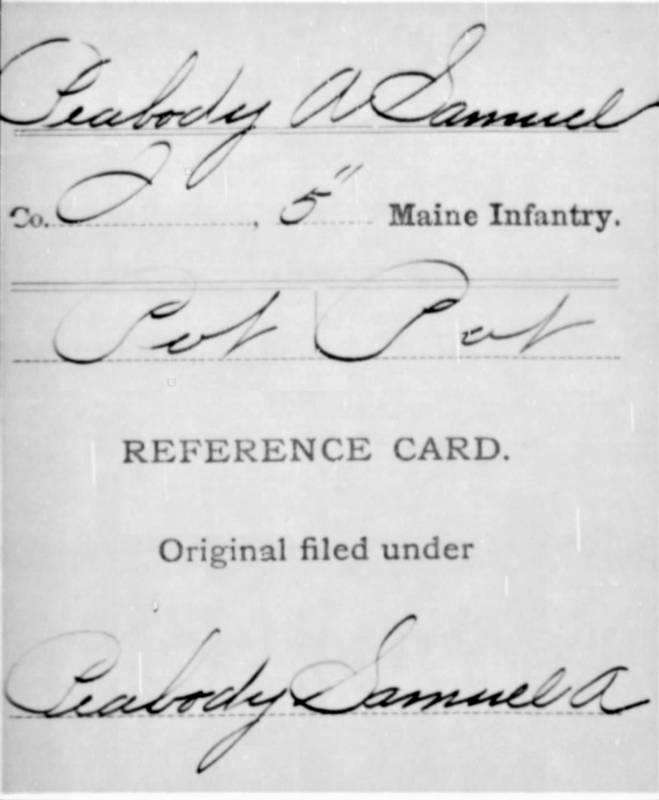 Peabody A Samuel
Co. I, 5" Maine Infantry.
Pvt Pvt
REFERENCE CARD.
Original filed under
Peabody Samuel A